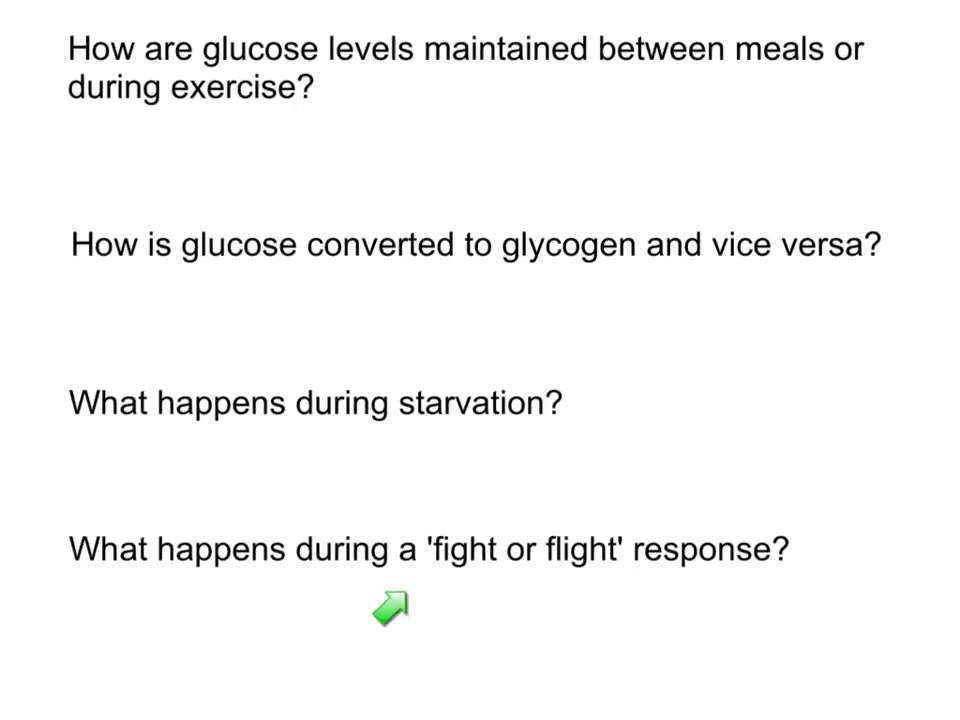 How are glucose levels maintained between meals or
during exercise?
How is glucose converted to glycogen and vice versa?
What happens during starvation?
What happens during a 'fight or flight' response?